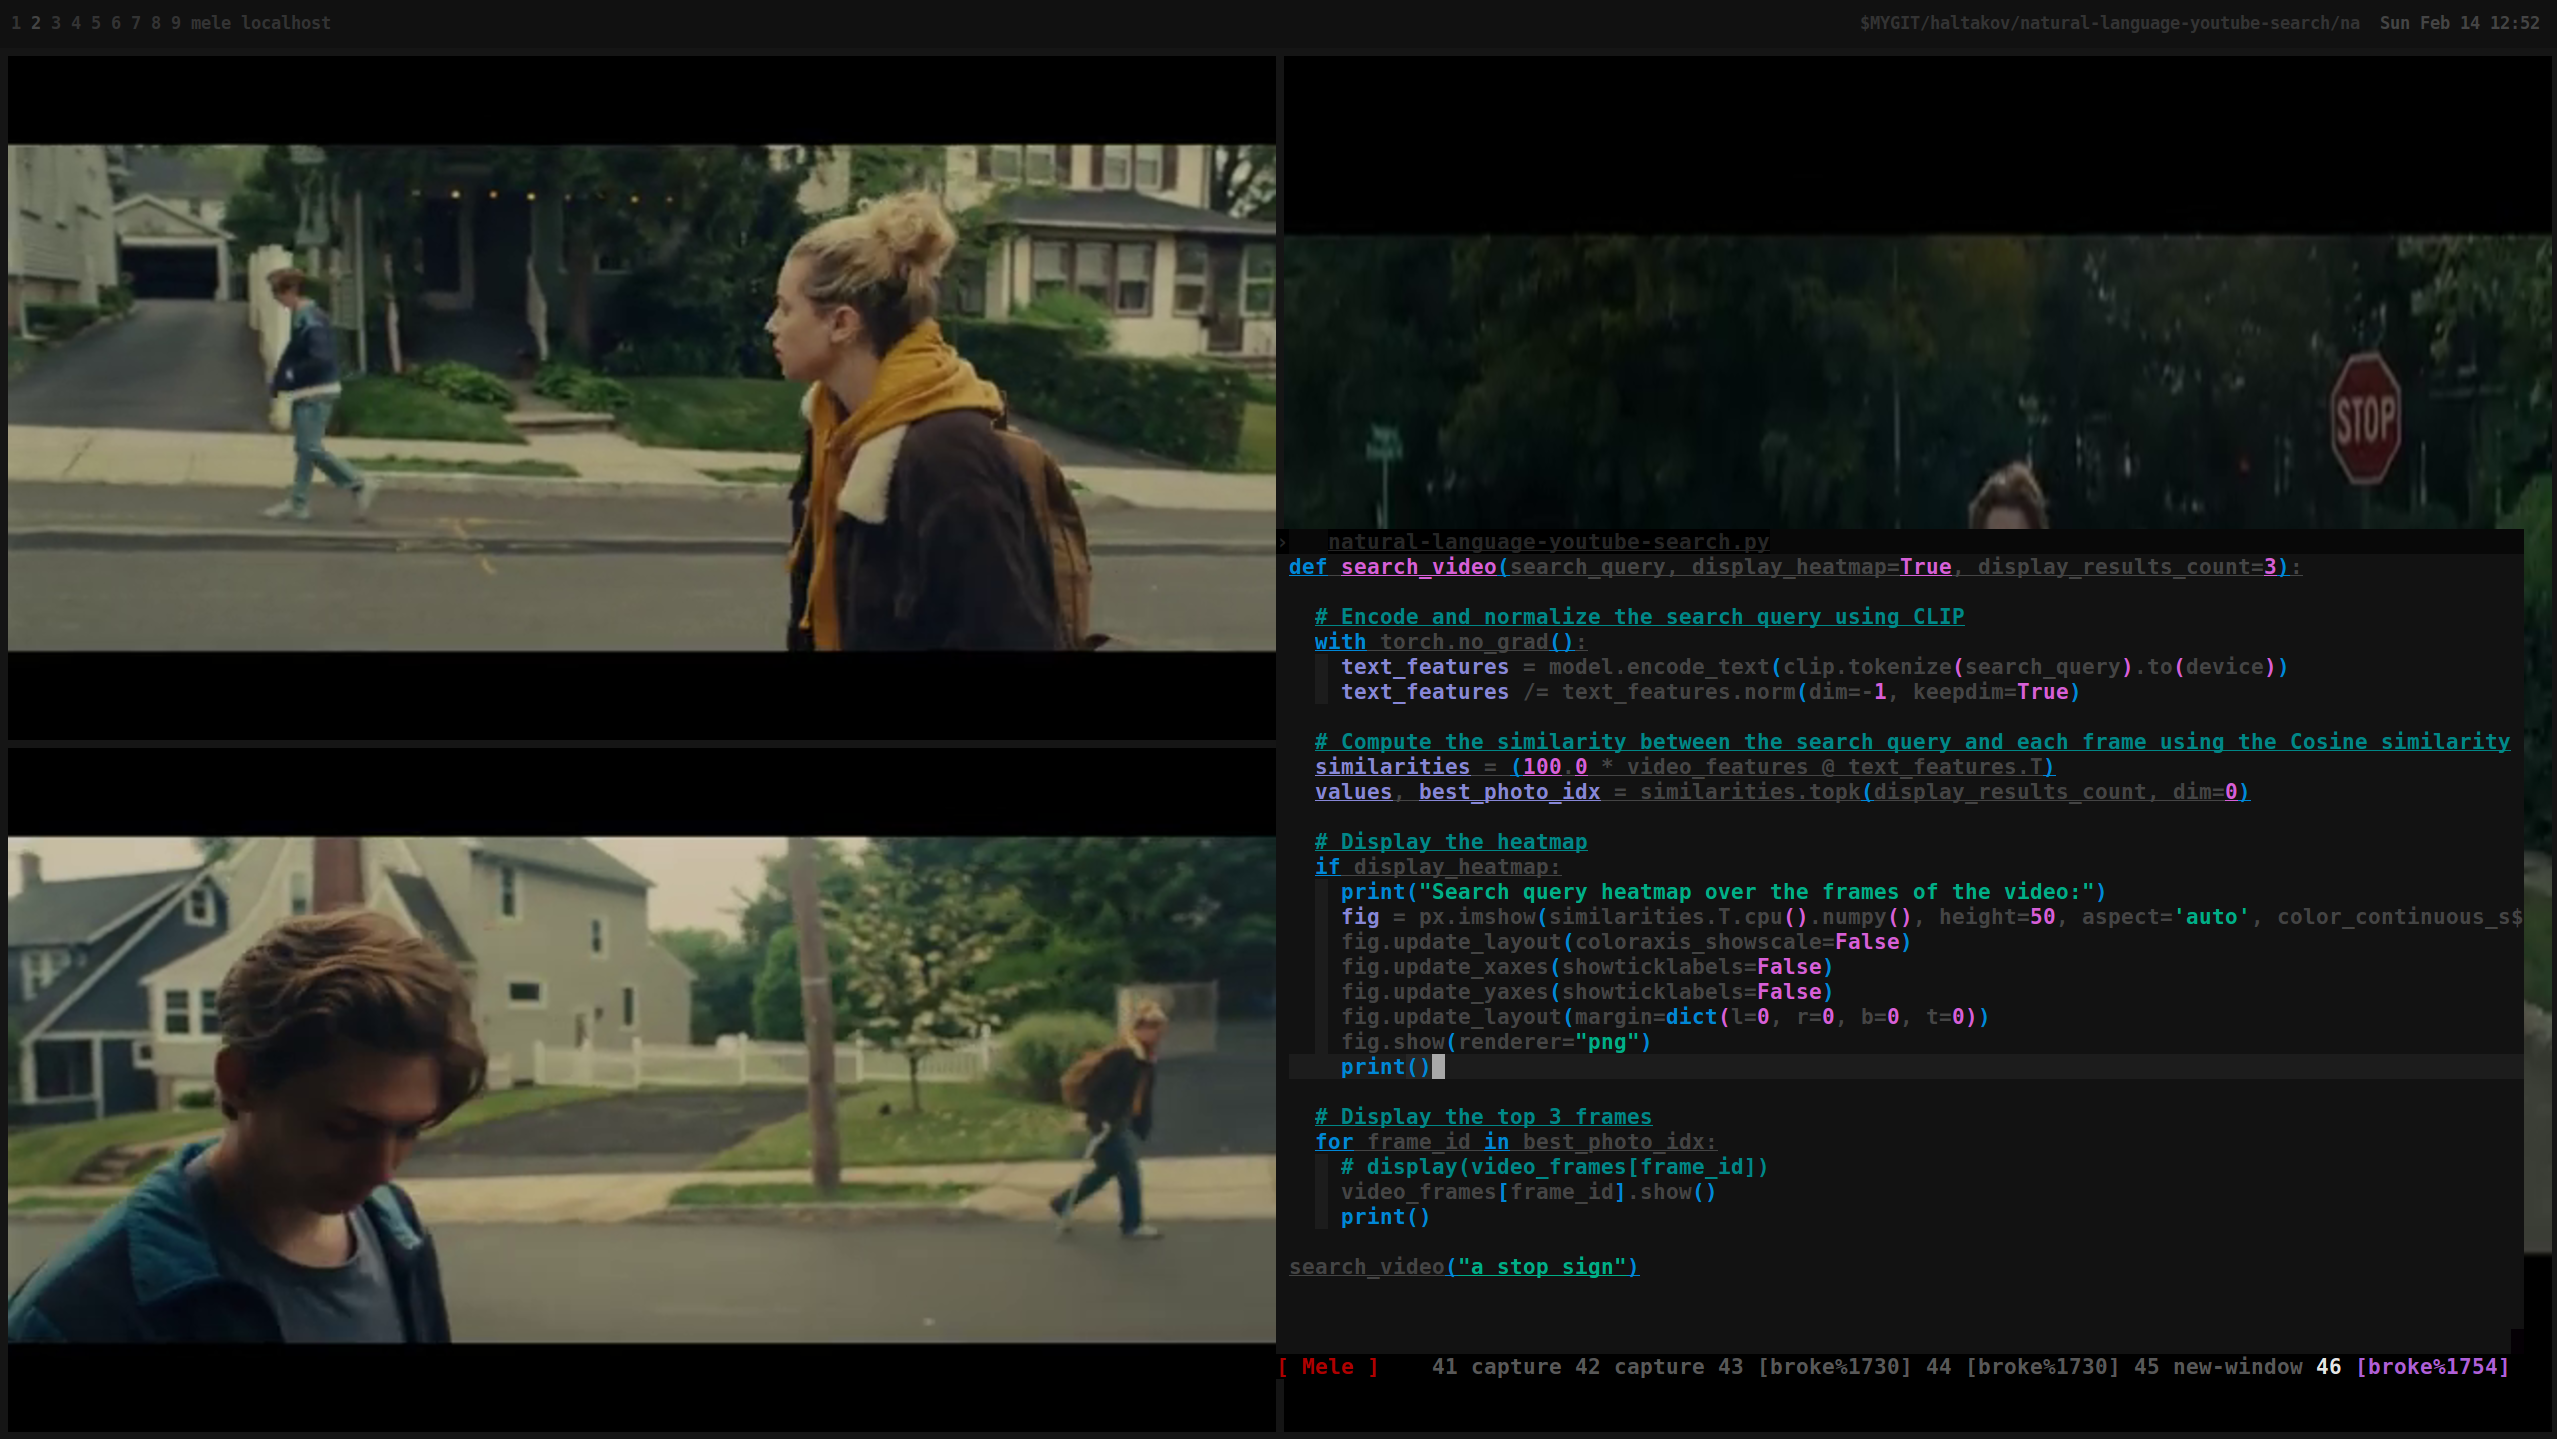 1 2 3 4 5 6 7 8 9 mele localhost
$MYGIT/haltakov/natural-language-youtube-search/na Sun Feb 14 12:52
STOP
› natural-language-youtube-search.py
def search_video(search_query, display_heatmap=True, display_results_count=3):
# Encode and normalize the search query using CLIP
with torch.no_grad():
text_features = model.encode_text(clip.tokenize(search_query).to(device))
text_features /= text_features.norm(dim=-1, keepdim=True)
# Compute the similarity between the search query and each frame using the Cosine similarity
similarities = (100.0 * video_features @ text_features.T)
values, best_photo_idx = similarities.topk(display_results_count, dim=0)
# Display the heatmap
if display_heatmap:
print("Search query heatmap over the frames of the video:")
fig = px.imshow(similarities.T.cpu().numpy(), height=50, aspect='auto', color_continuous_s$
fig.update_layout(coloraxis_showscale=False)
fig.update_xaxes(showticklabels=False)
fig.update_yaxes(showticklabels=False)
fig.update_layout(margin=dict(l=0, r=0, b=0, t=0))
fig.show(renderer="png")
print()
# Display the top 3 frames
for frame_id in best_photo_idx:
# display(video_frames[frame_id])
video_frames[frame_id].show()
print()
search_video("a stop sign")
[ Mele ] 41 capture 42 capture 43 [broke%1730] 44 [broke%1730] 45 new-window 46 [broke%1754]